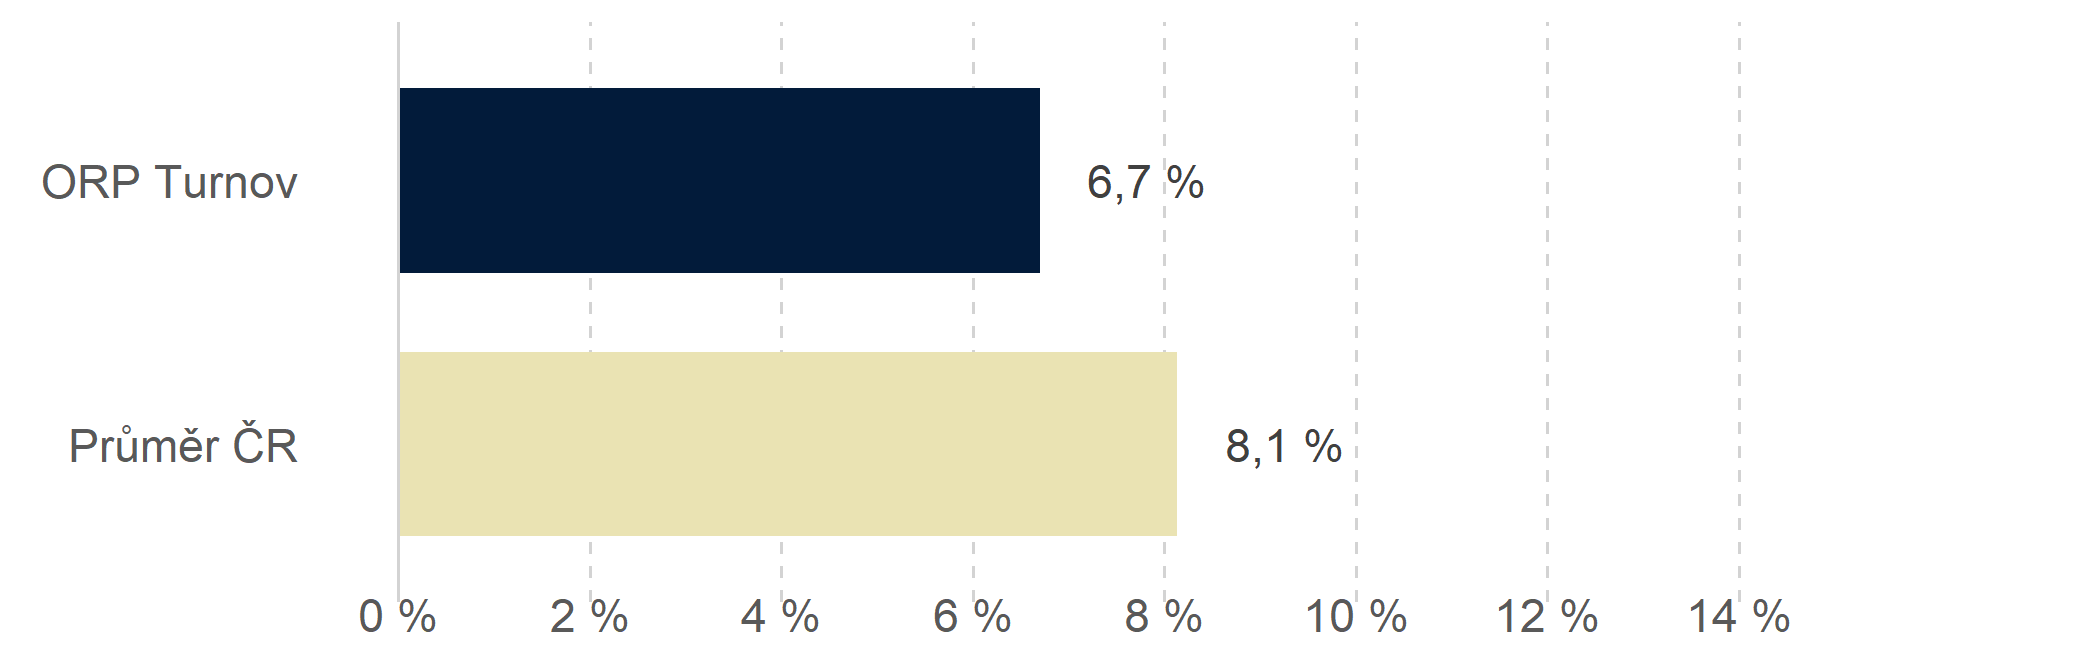 ORP Turnov
6,7 %
Průměr ČR
8,1 %
0 % 2 % 4 % 6 % 8 % 10 % 12 % 14 %